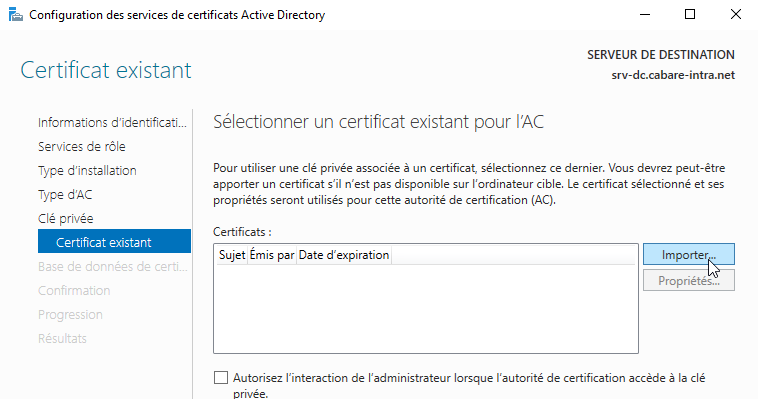 Configuration des services de certificats Active Directory
Certificat existant
SERVEUR DE DESTINATION
srv-dc.cabare-intra.net
Informations d'identificati...
Services de rôle
Type d'installation
Type d'AC
Clé privée
Certificat existant
Base de données de certi...
Confirmation
Progression
Résultats
Sélectionner un certificat existant pour l'AC
Pour utiliser une clé privée associée à un certificat, sélectionnez ce dernier. Vous devrez peut-être
apporter un certificat s'il n'est pas disponible sur l'ordinateur cible. Le certificat sélectionné et ses
propriétés seront utilisés pour cette autorité de certification (AC).
Certificats :
Sujet Émis par Date d'expiration
Importer...
Propriétés...
Autorisez l'interaction de l'administrateur lorsque l'autorité de certification accède à la clé
privée.